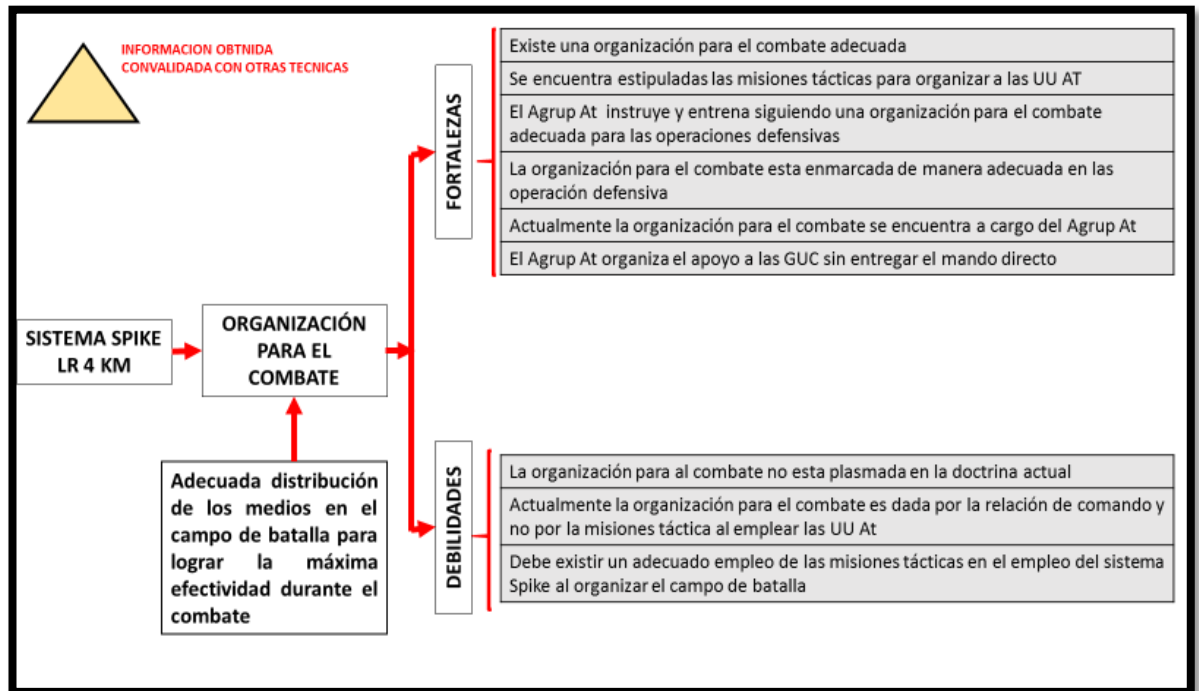 INFORMACION OBTNIDA
CONVALIDADA CON OTRAS TECNICAS
FORTALEZAS
Existe una organización para el combate adecuada
Se encuentra estipuladas las misiones tácticas para organizar a las UU AT
El Agrup At instruye y entrena siguiendo una organización para el combate
adecuada para las operaciones defensivas
La organización para el combate esta enmarcada de manera adecuada en las
operación defensiva
Actualmente la organización para el combate se encuentra a cargo del Agrup At
El Agrup At organiza el apoyo a las GUC sin entregar el mando directo
SISTEMA SPIKE
LR 4 KM
ORGANIZACIÓN
PARA EL
COMBATE
Adecuada distribución
de los medios en el
campo de batalla para
lograr la máxima
efectividad durante el
combate
DEBILIDADES
La organización para al combate no esta plasmada en la doctrina actual
Actualmente la organización para el combate es dada por la relación de comando y
no por la misiones táctica al emplear las UU At
Debe existir un adecuado empleo de las misiones tácticas en el empleo del sistema
Spike al organizar el campo de batalla